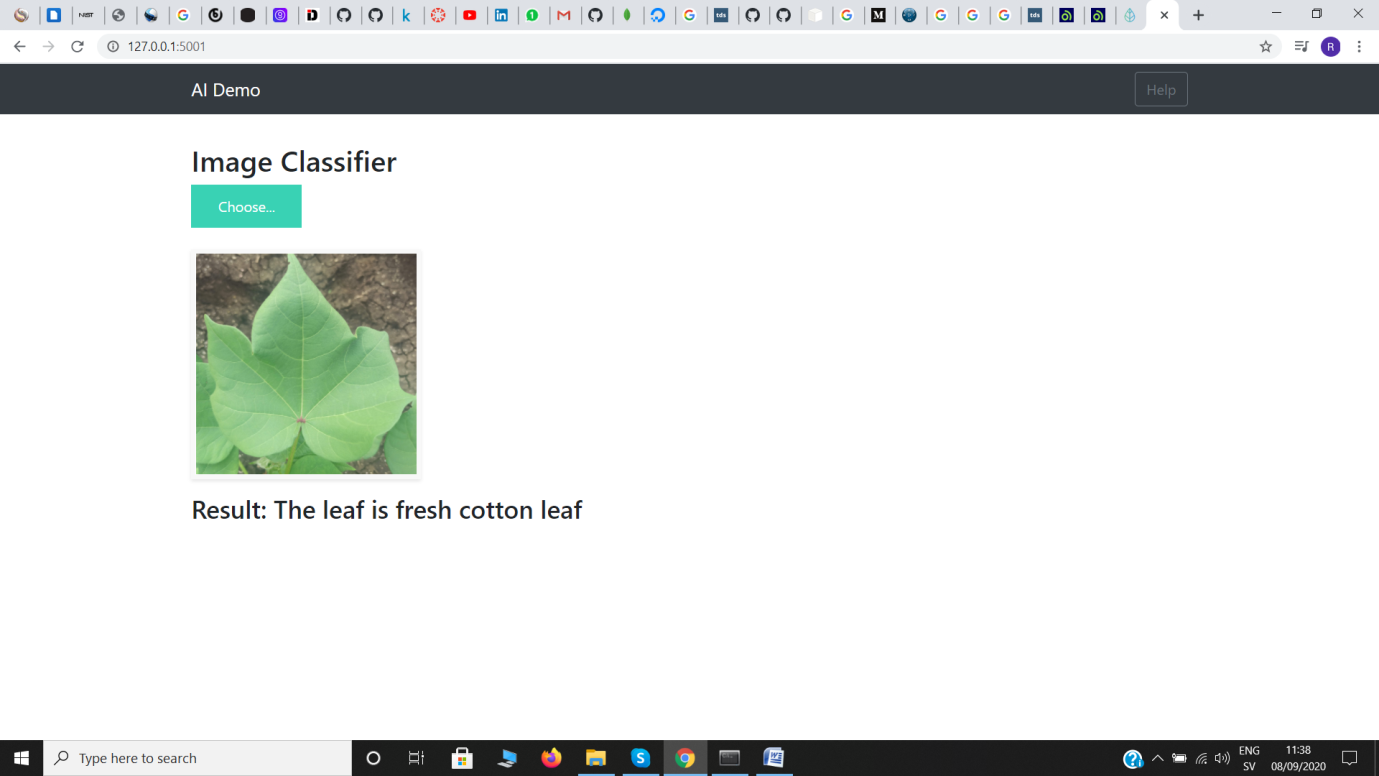 127.0.0.1:5001
R
AI Demo
Help
Image Classifier
Choose...
Result: The leaf is fresh cotton leaf
Type here to search
ENG
SV
11:38
08/09/2020